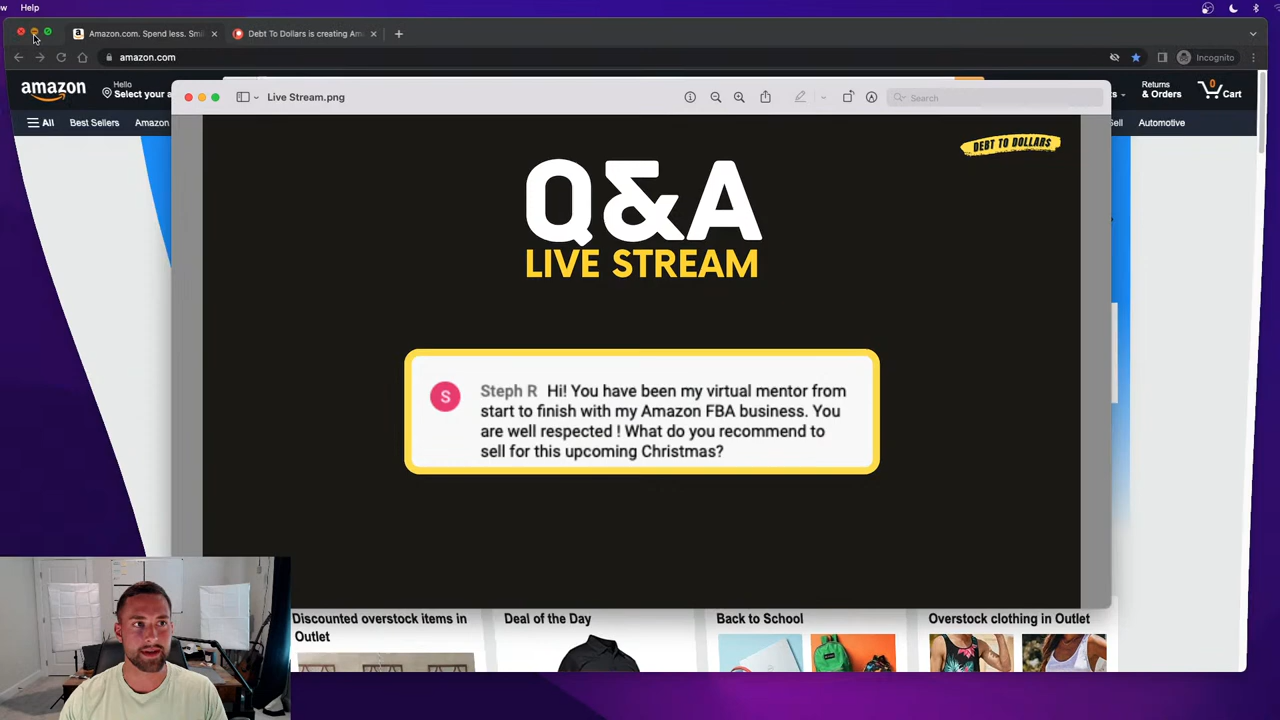 Help
Amazon.com. Spend less. Smi
Debt To Dollars is creating Am
amazon.com
Incognito
amazon
Hello
Select your a
Returns
& Orders
0
Cart
All
Best Sellers
Amazon
Sell
Automotive
Live Stream.png
Search
DEBT TO DOLLARS
Q&A
LIVE STREAM
S
Steph R Hi! You have been my virtual mentor from
start to finish with my Amazon FBA business. You
are well respected ! What do you recommend to
sell for this upcoming Christmas?
Discounted overstock items in
Outlet
Deal of the Day
Back to School
Overstock clothing in Outlet